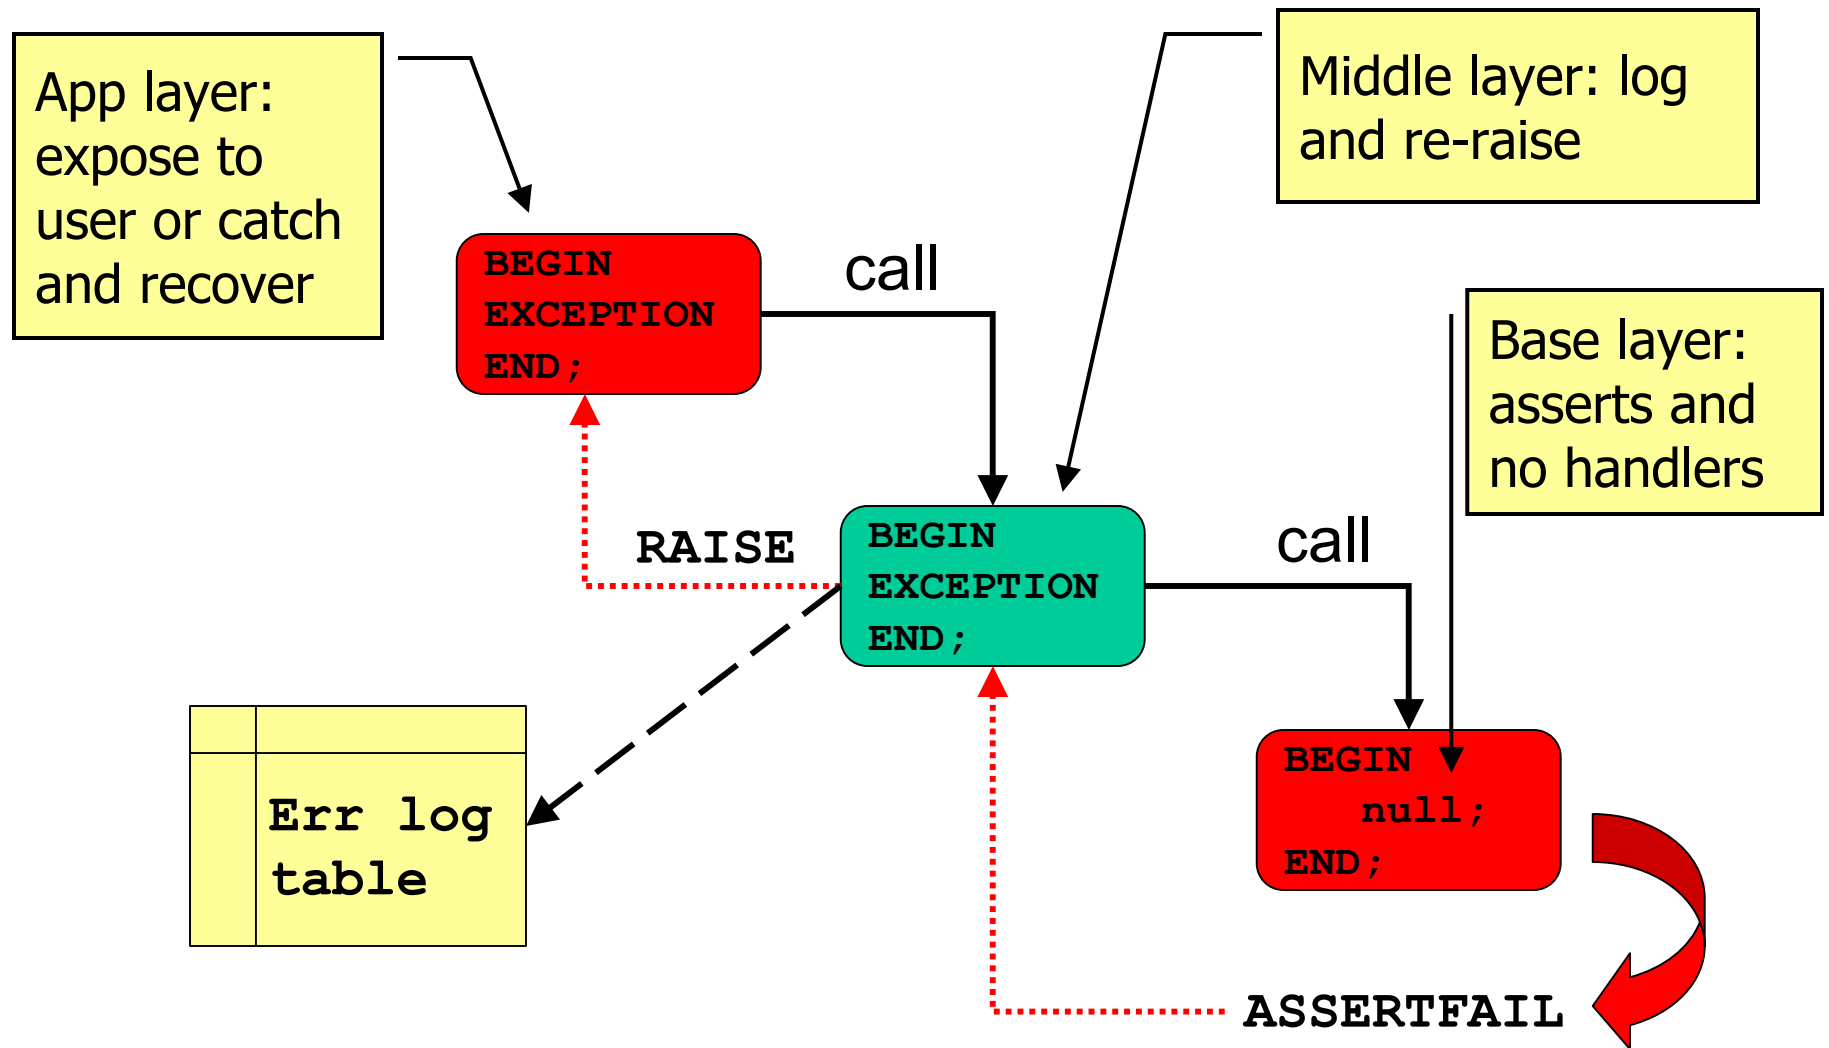 App layer:
expose to
user or catch
and recover
Middle layer: log
and re-raise
BEGIN
EXCEPTION
END;
call
Base layer:
asserts and
no handlers
RAISE
BEGIN
EXCEPTION
END;
call
BEGIN
null;
END;
Err log
table
ASSERTFAIL